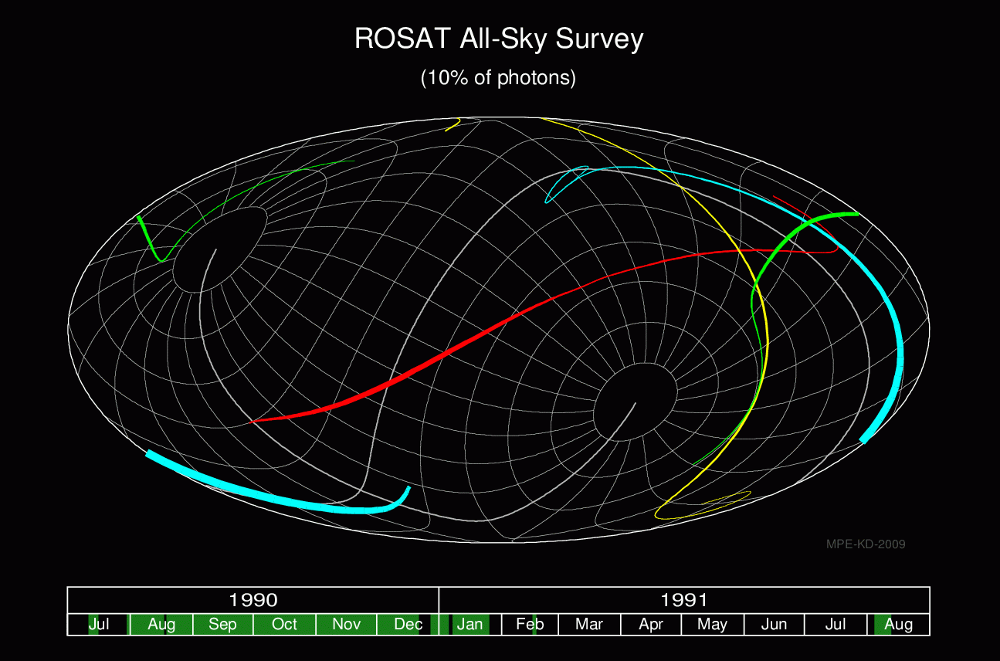 ROSAT All-Sky Survey
(10% of photons)
MPE-KD-2009
1990 1991
Jul Aug Sep Oct Nov Dec Jan Feb Mar Apr May Jun Jul Aug